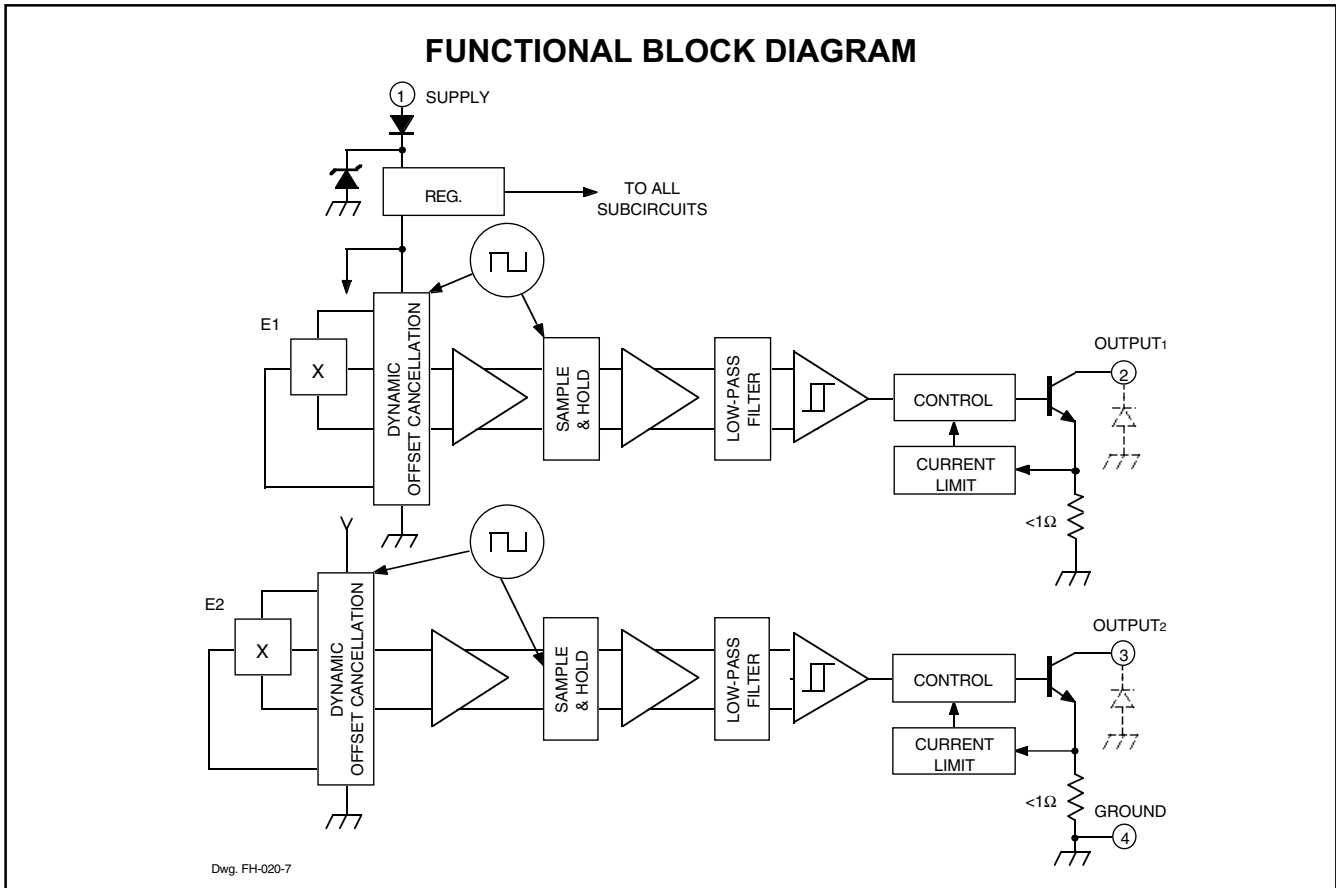 FUNCTIONAL BLOCK DIAGRAM
1 SUPPLY
REG.
TO ALL
SUBCIRCUITS
E1
X
DYNAMIC
OFFSET CANCELLATION
SAMPLE
& HOLD
LOW-PASS
FILTER
CONTROL
CURRENT
LIMIT
OUTPUT1
2
<1Ω
E2
X
DYNAMIC
OFFSET CANCELLATION
SAMPLE
& HOLD
LOW-PASS
FILTER
CONTROL
CURRENT
LIMIT
OUTPUT2
3
<1Ω
GROUND
4
Dwg. FH-020-7